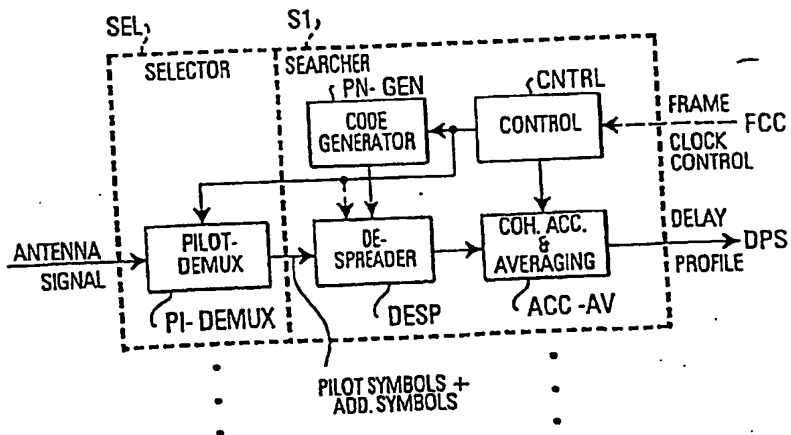 SEL
S1
SELECTOR
SEARCHER
PN-GEN
CNTRL
CODE
GENERATOR
CONTROL
FRAME
CLOCK
CONTROL
FCC
ANTENNA
SIGNAL
PILOT-
DEMUX
DE-
SPREADER
COH. ACC.
&
AVERAGING
DELAY
PROFILE
DPS
PI-DEMUX
DESP
ACC-AV
PILOT SYMBOLS +
ADD. SYMBOLS